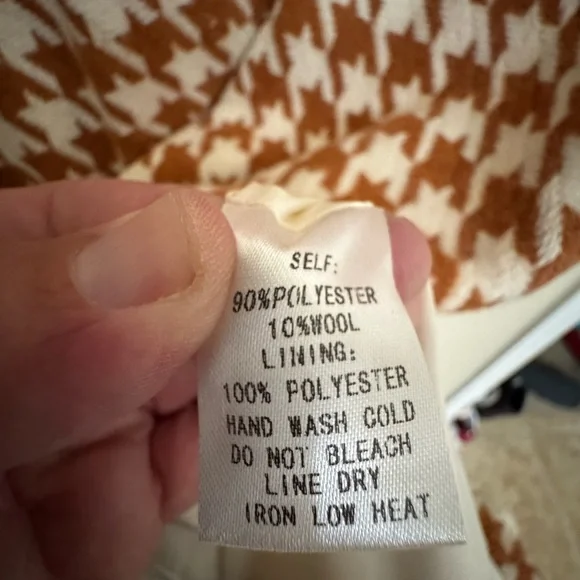 SELF:
90%POLYESTER
10%WOOL
LINING:
100% POLYESTER
HAND WASH COLD
DO NOT BLEACH
LINE DRY
IRON LOW HEAT